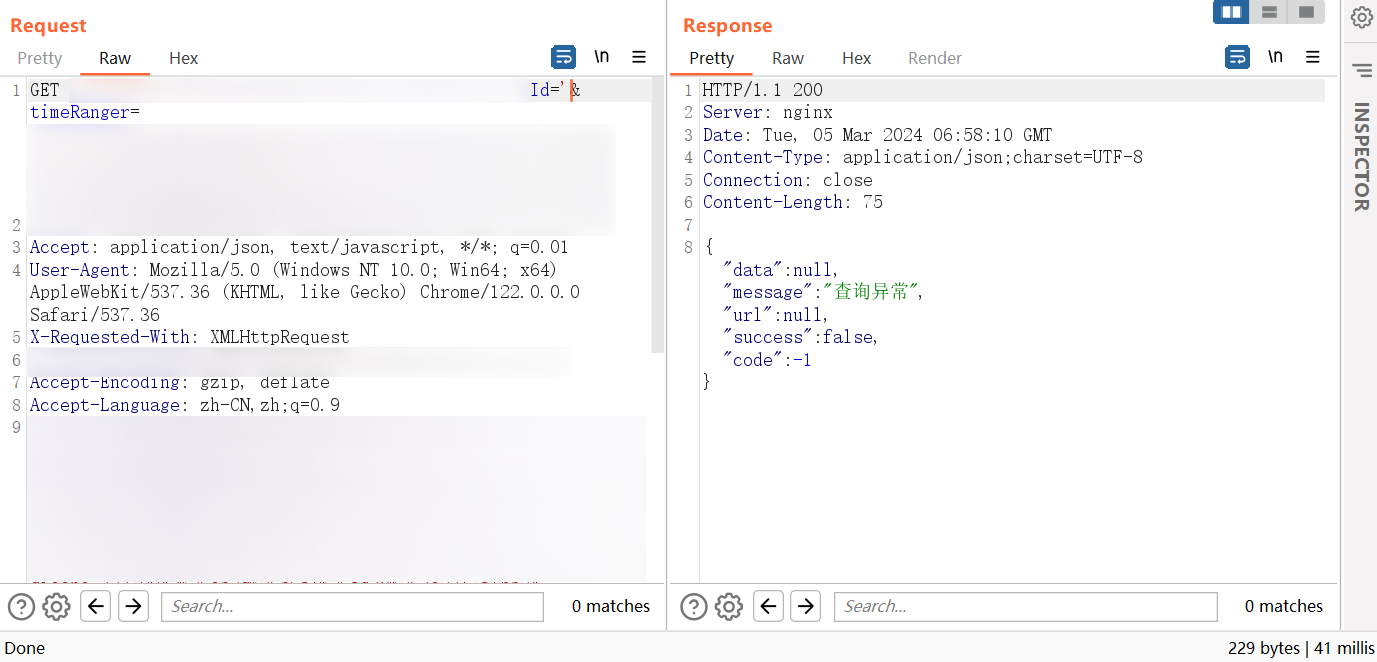 Request
Pretty Raw Hex
\n
1 GET Id='&
timeRanger=
2
3 Accept: application/json, text/javascript, */*; q=0.01
4 User-Agent: Mozilla/5.0 (Windows NT 10.0; Win64; x64)
AppleWebKit/537.36 (KHTML, like Gecko) Chrome/122.0.0.0
Safari/537.36
5 X-Requested-With: XMLHttpRequest
6
7 Accept-Encoding: gzip, deflate
8 Accept-Language: zh-CN,zh;q=0.9
9
Search...
0 matches
Response
Pretty Raw Hex Render
\n
1 HTTP/1.1 200
2 Server: nginx
3 Date: Tue, 05 Mar 2024 06:58:10 GMT
4 Content-Type: application/json;charset=UTF-8
5 Connection: close
6 Content-Length: 75
7
8 {
"data":null,
"message":"查询异常",
"url":null,
"success":false,
"code":-1
}
Search...
0 matches
INSPECTOR
Done
229 bytes | 41 millis